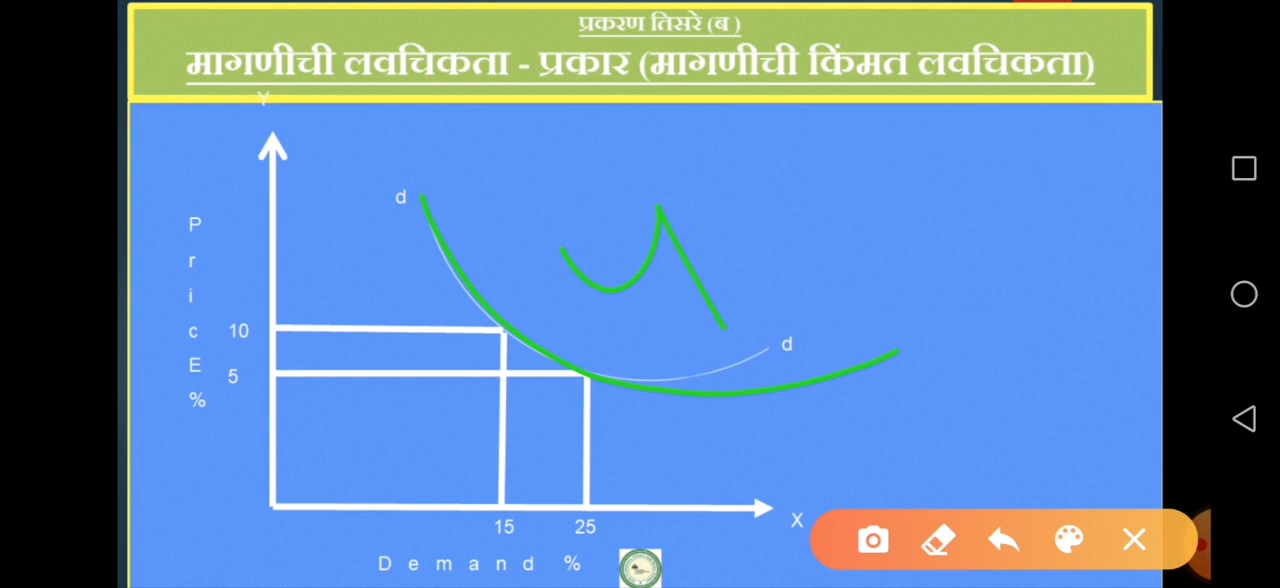 प्रकरण तिसरे (ब )
मागणीची लवचिकता - प्रकार (मागणीची किंमत लवचिकता)
Y
d
P
r
i
c 10
E
5
%
d
15 25
X
D e m a n d %